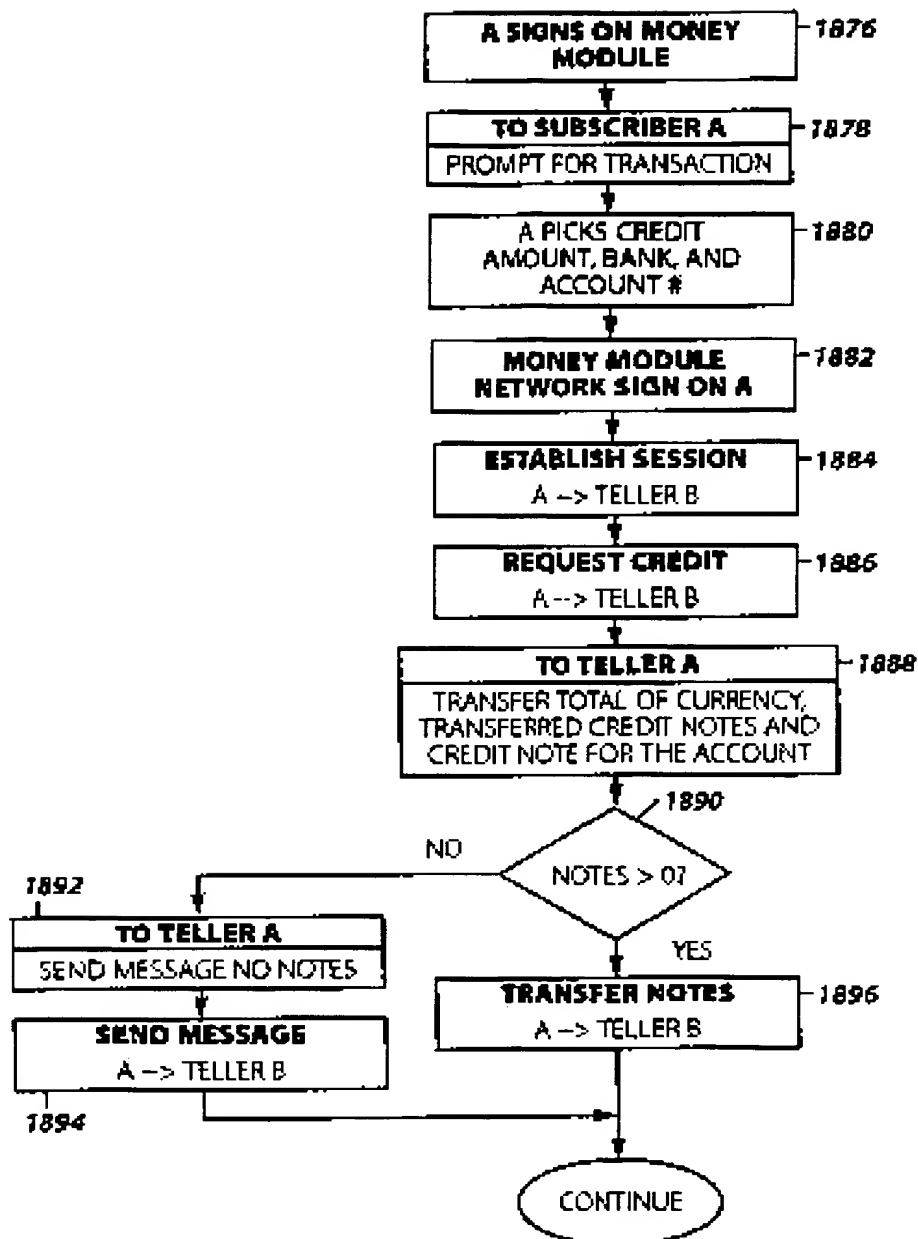 A SIGNS ON MONEY
MODULE
1876
TO SUBSCRIBER A
1878
PROMPT FOR TRANSACTION
A PICKS CREDIT
AMOUNT, BANK, AND
ACCOUNT #
1880
MONEY MODULE
NETWORK SIGN ON A
1882
ESTABLISH SESSION
1884
A --> TELLER B
REQUEST CREDIT
1886
A --> TELLER B
TO TELLER A
1888
TRANSFER TOTAL OF CURRENCY,
TRANSFERRED CREDIT NOTES AND
CREDIT NOTE FOR THE ACCOUNT
1890
NOTES > 0?
NO
YES
1892
TO TELLER A
SEND MESSAGE NO NOTES
SEND MESSAGE
A --> TELLER B
1894
TRANSFER NOTES
1896
A --> TELLER B
CONTINUE